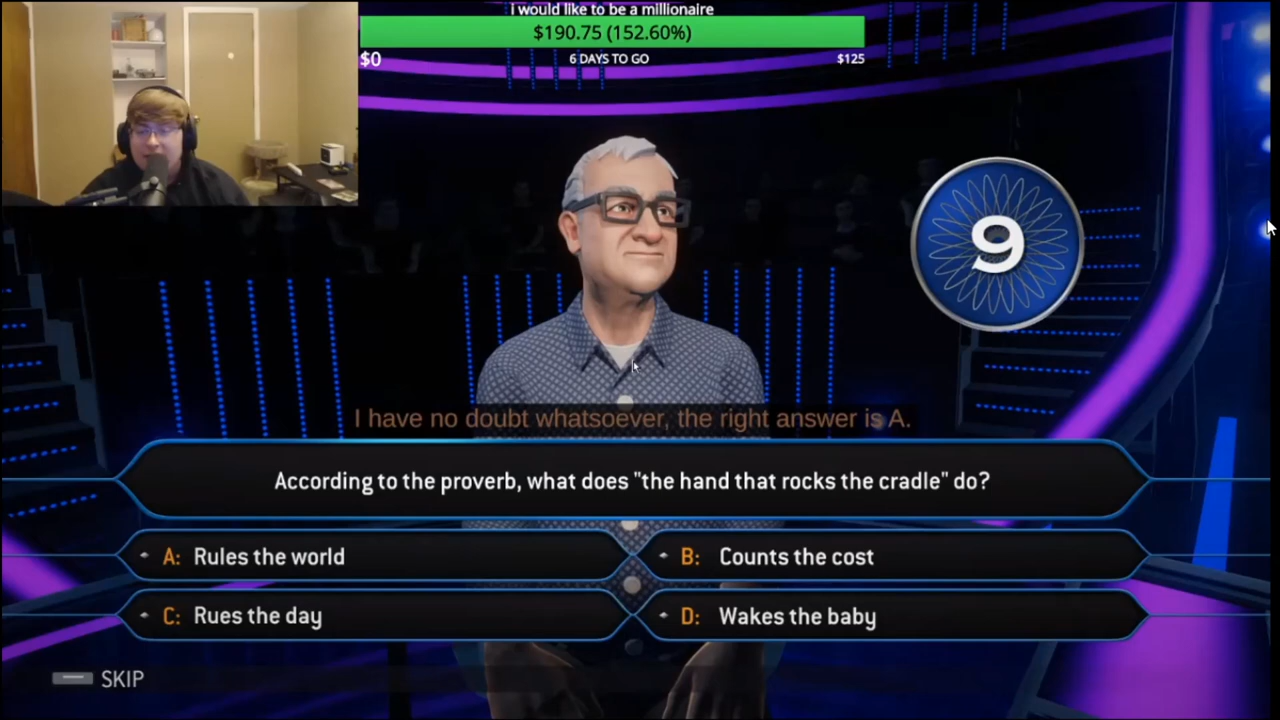 i would like to be a millionaire
$190.75 (152.60%)
$0
6 DAYS TO GO
$125
9
I have no doubt whatsoever, the right answer is A.
According to the proverb, what does "the hand that rocks the cradle" do?
A: Rules the world
B: Counts the cost
C: Rues the day
D: Wakes the baby
SKIP